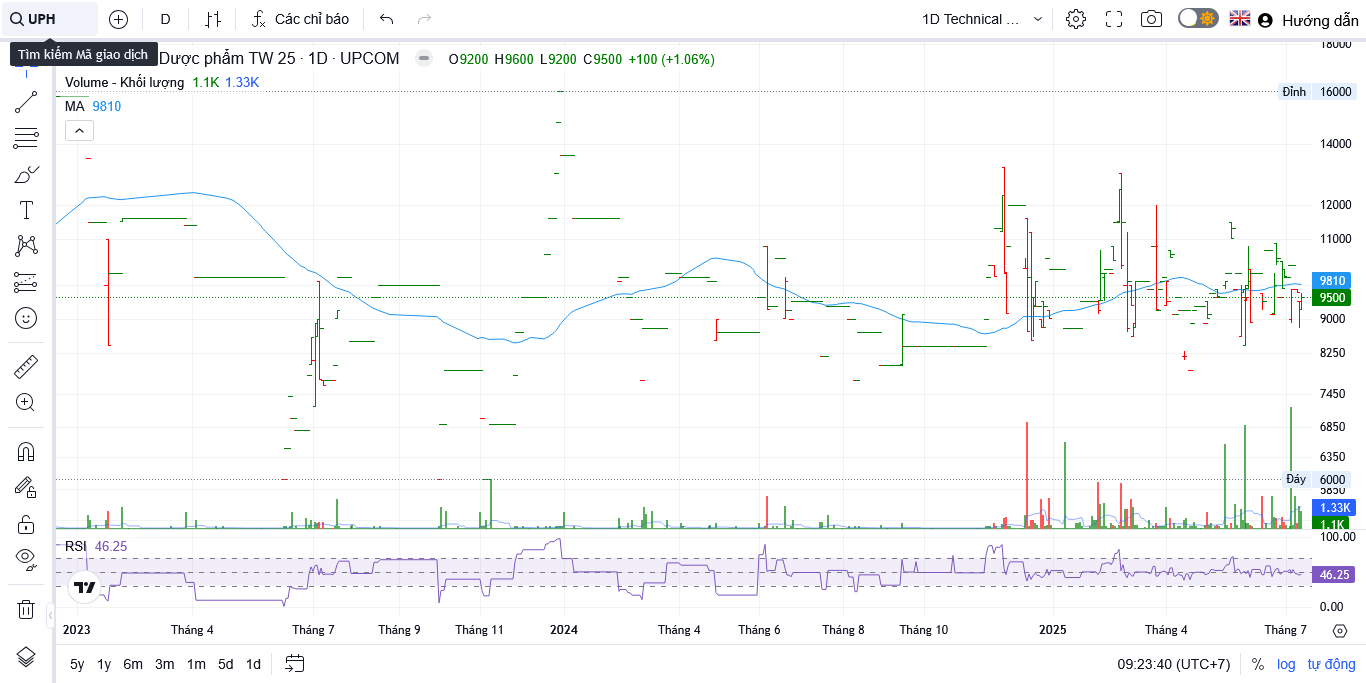 UPH D Các chỉ báo 1D Technical ... Hướng dẫn
Tìm kiếm Mã giao dịch
Dược phẩm TW 25 · 1D · UPCOM O9200 H9600 L9200 C9500 +100 (+1.06%)
Volume - Khối lượng 1.1K 1.33K
MA 9810
18000
Đỉnh 16000
14000
12000
11000
9810
9500
9000
8250
7450
6850
6350
Đáy 6000
5850
1.33K
1.1K
RSI 46.25
100.00
46.25
0.00
2023 Tháng 4 Tháng 7 Tháng 9 Tháng 11 2024 Tháng 4 Tháng 6 Tháng 8 Tháng 10 2025 Tháng 4 Tháng 7
5y 1y 6m 3m 1m 5d 1d 09:23:40 (UTC+7) % log tự động